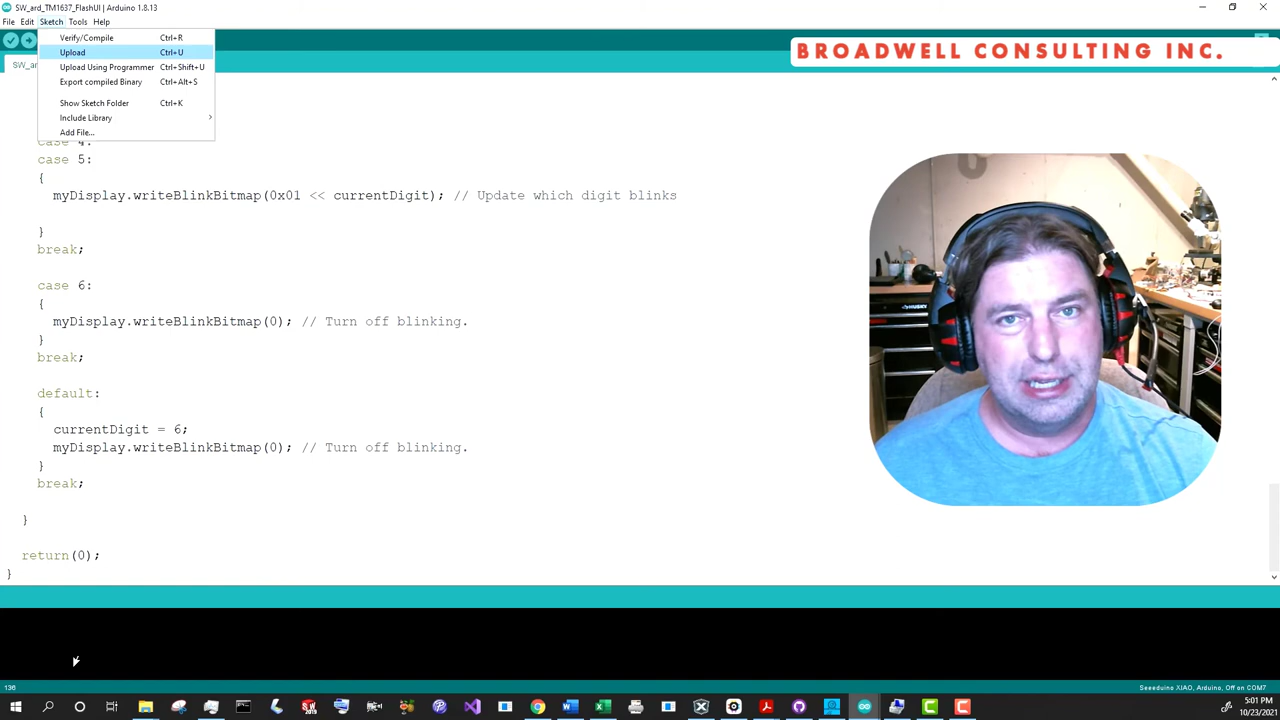 SW_ard_TM1637_FlashUI | Arduino 1.8.13
File Edit Sketch Tools Help
Verify/Compile Ctrl+R
Upload Ctrl+U
Upload Using Programmer Ctrl+Shift+U
Export compiled Binary Ctrl+Alt+S
Show Sketch Folder Ctrl+K
Include Library
Add File...
BROADWELL CONSULTING INC.
SW_ar
case 4:
case 5:
{
myDisplay.writeBlinkBitmap(0x01 << currentDigit); // Update which digit blinks
}
break;
case 6:
{
myDisplay.writeBlinkBitmap(0); // Turn off blinking.
}
break;
default:
{
currentDigit = 6;
myDisplay.writeBlinkBitmap(0); // Turn off blinking.
}
break;
}
return(0);
}
136
Seeeduino XIAO, Arduino, Off on COM7
5:01 PM
10/23/2021